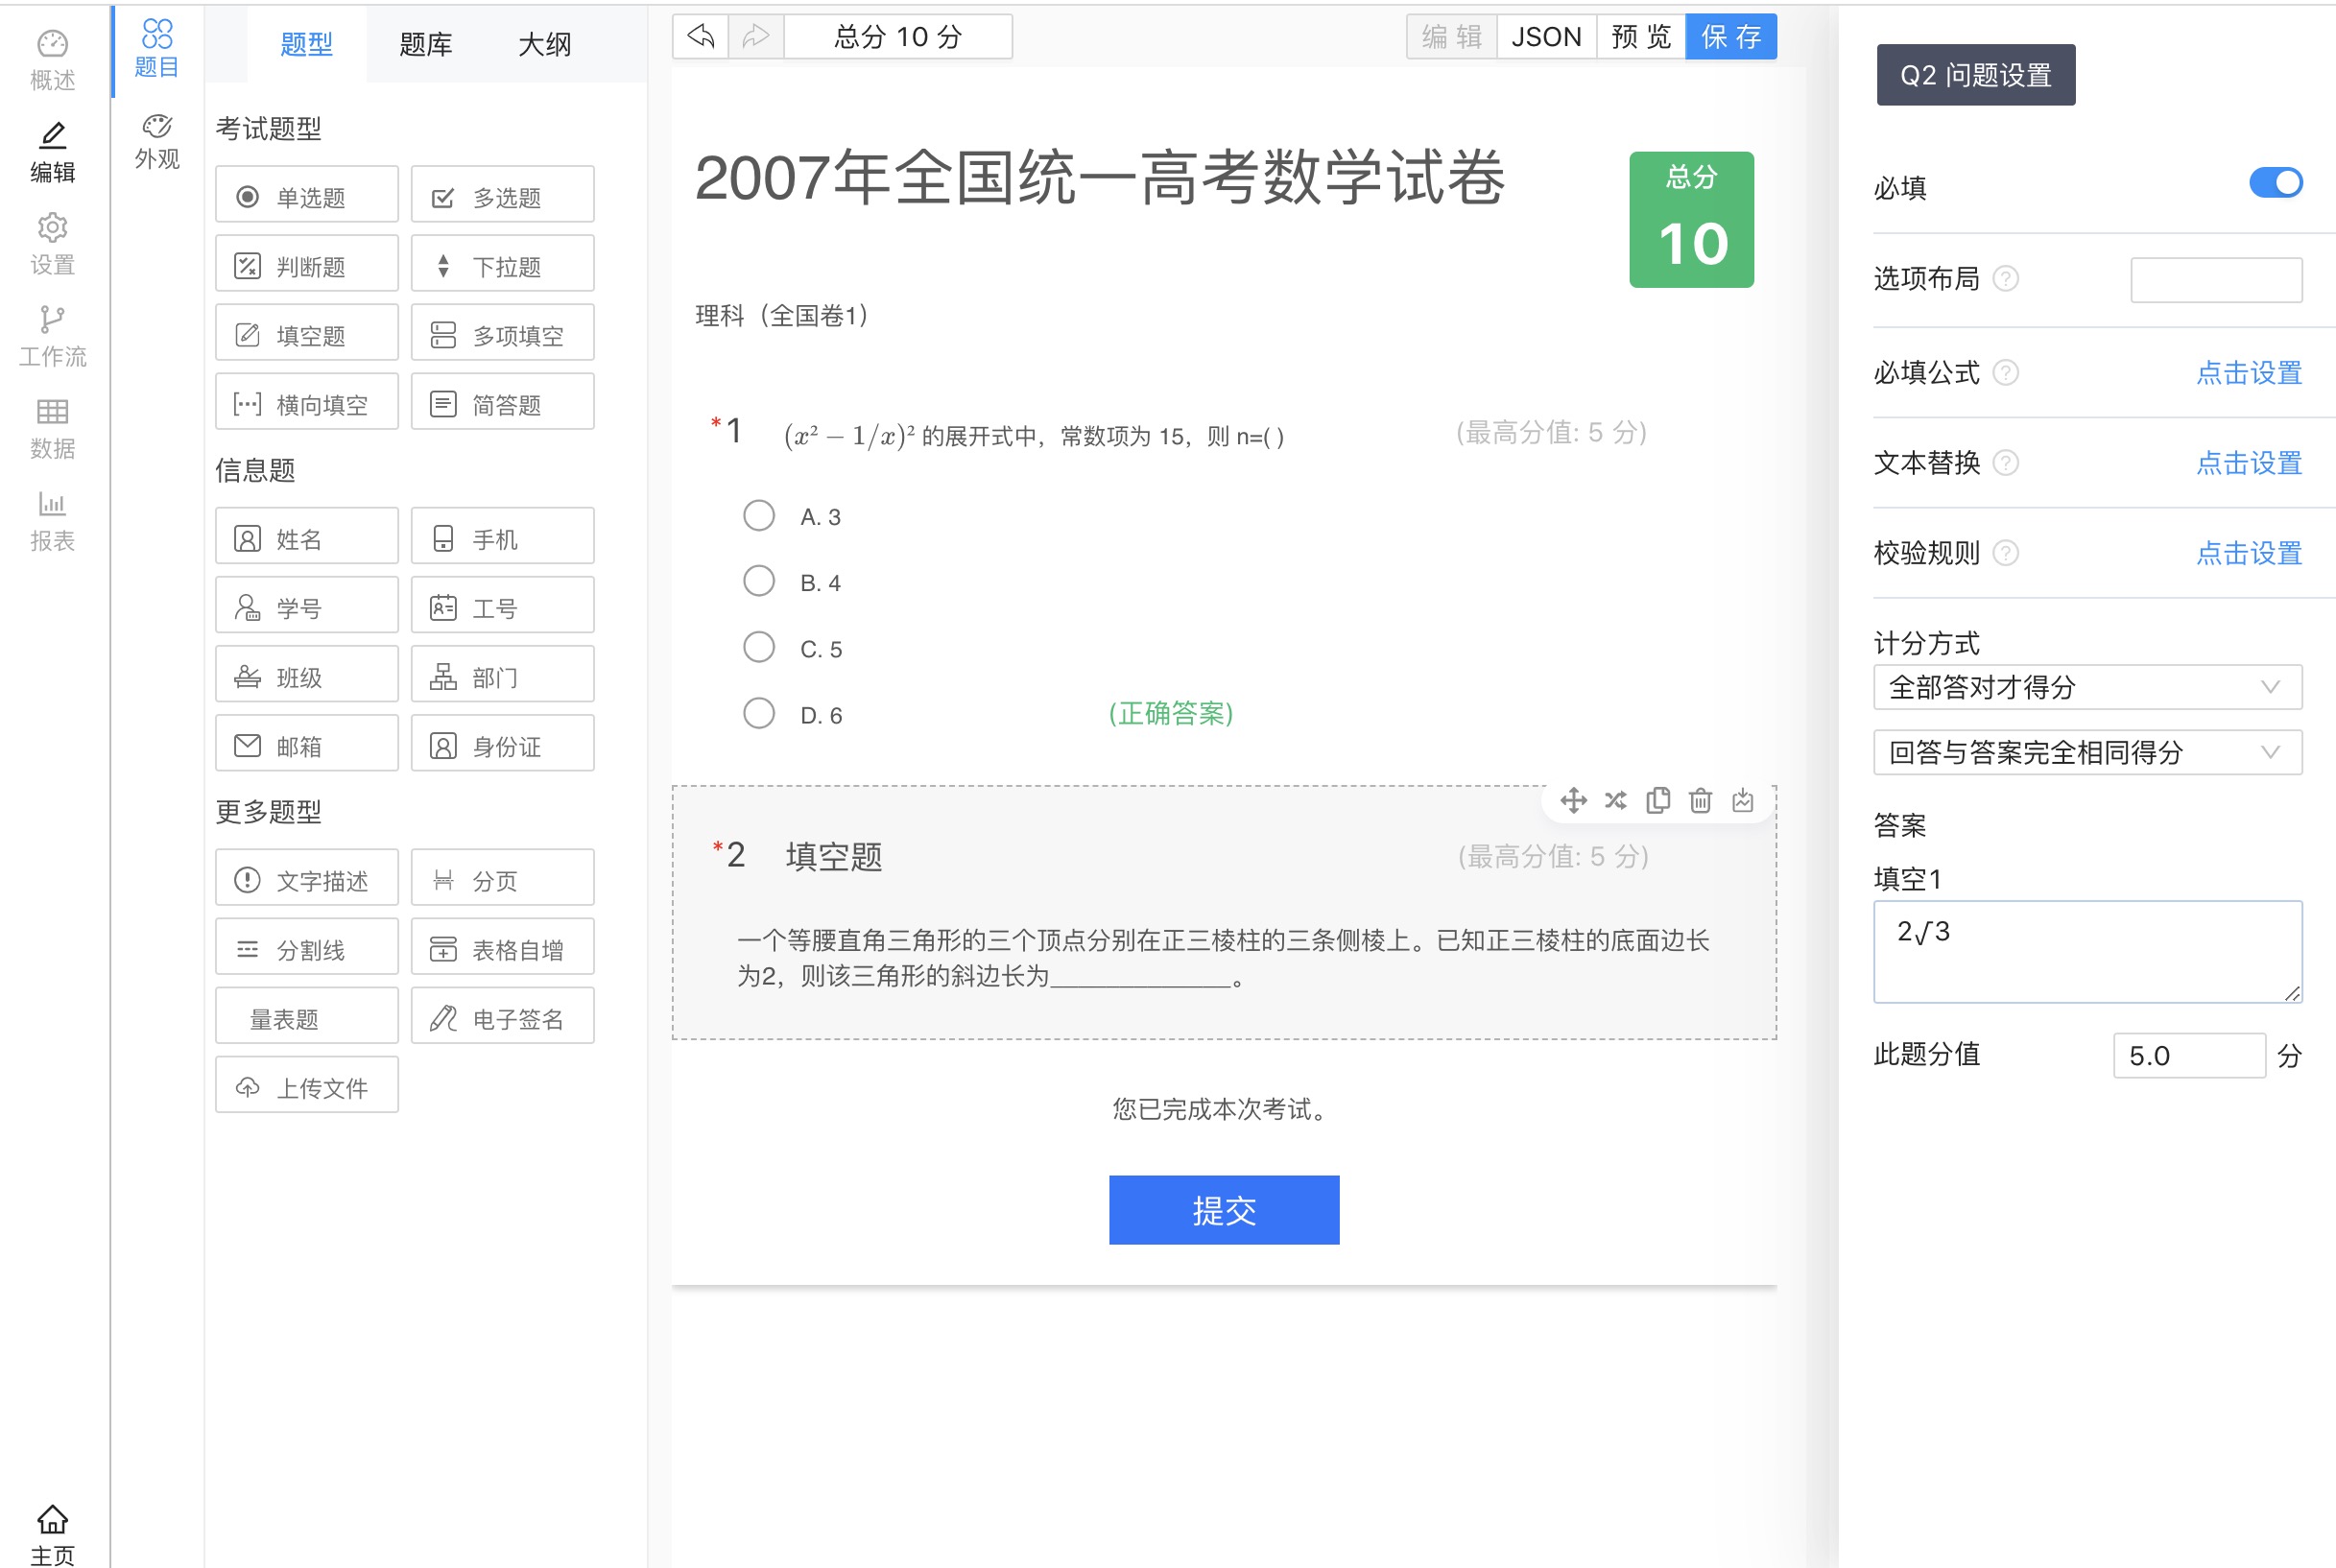 概述
编辑
设置
工作流
数据
报表
主页
题目
外观
题型 题库 大纲
考试题型
单选题 多选题
判断题 下拉题
填空题 多项填空
横向填空 简答题
信息题
姓名 手机
学号 工号
班级 部门
邮箱 身份证
更多题型
文字描述 分页
分割线 表格自增
量表题 电子签名
上传文件
总分 10 分
编 辑 JSON 预 览 保 存
2007年全国统一高考数学试卷
总分
10
理科（全国卷1）
*1 (x² − 1/x)² 的展开式中，常数项为 15，则 n=( ) (最高分值: 5 分)
A. 3
B. 4
C. 5
D. 6 (正确答案)
*2 填空题 (最高分值: 5 分)
一个等腰直角三角形的三个顶点分别在正三棱柱的三条侧棱上。已知正三棱柱的底面边长
为2，则该三角形的斜边长为______________。
您已完成本次考试。
提交
Q2 问题设置
必填
选项布局 ?
必填公式 ? 点击设置
文本替换 ? 点击设置
校验规则 ? 点击设置
计分方式
全部答对才得分
回答与答案完全相同得分
答案
填空1
2√3
此题分值 5.0 分